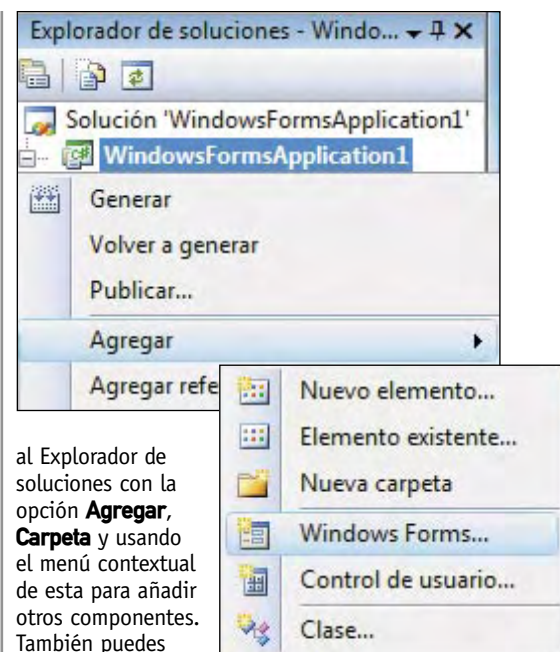 Explorador de soluciones - Windo...
Solución 'WindowsFormsApplication1'
WindowsFormsApplication1
Generar
Volver a generar
Publicar...
Agregar
Agregar refe
Nuevo elemento...
Elemento existente...
Nueva carpeta
Windows Forms...
Control de usuario...
Clase...
al Explorador de
soluciones con la
opción Agregar,
Carpeta y usando
el menú contextual
de esta para añadir
otros componentes.
También puedes